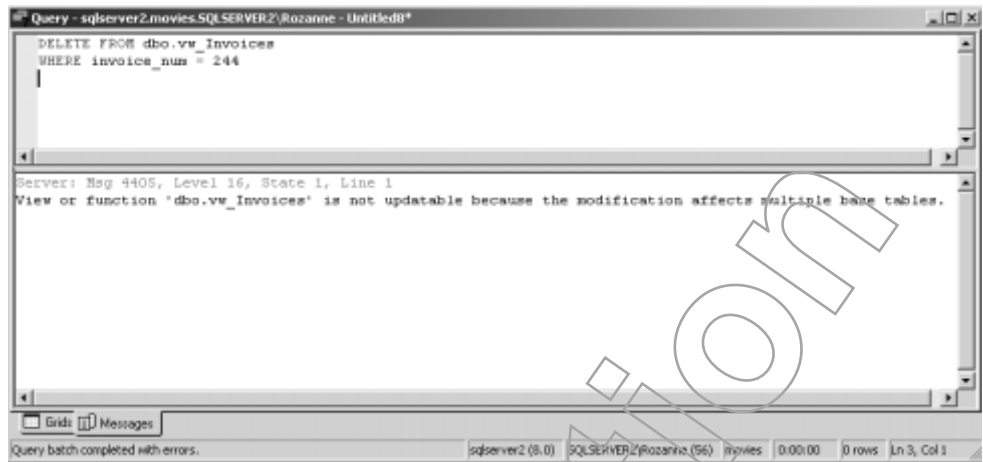 Query - sqlserver2.movies.SQLSERVER2\Rozanne - Untitled8*
DELETE FROM dbo.vw_Invoices
WHERE invoice_num = 244
Server: Msg 4405, Level 16, State 1, Line 1
View or function 'dbo.vw_Invoices' is not updatable because the modification affects multiple base tables.
Grids Messages
Query batch completed with errors. sqlserver2 (8.0) SQLSERVER2\Rozanne (56) movies 0:00:00 0 rows Ln 3, Col 1
ion